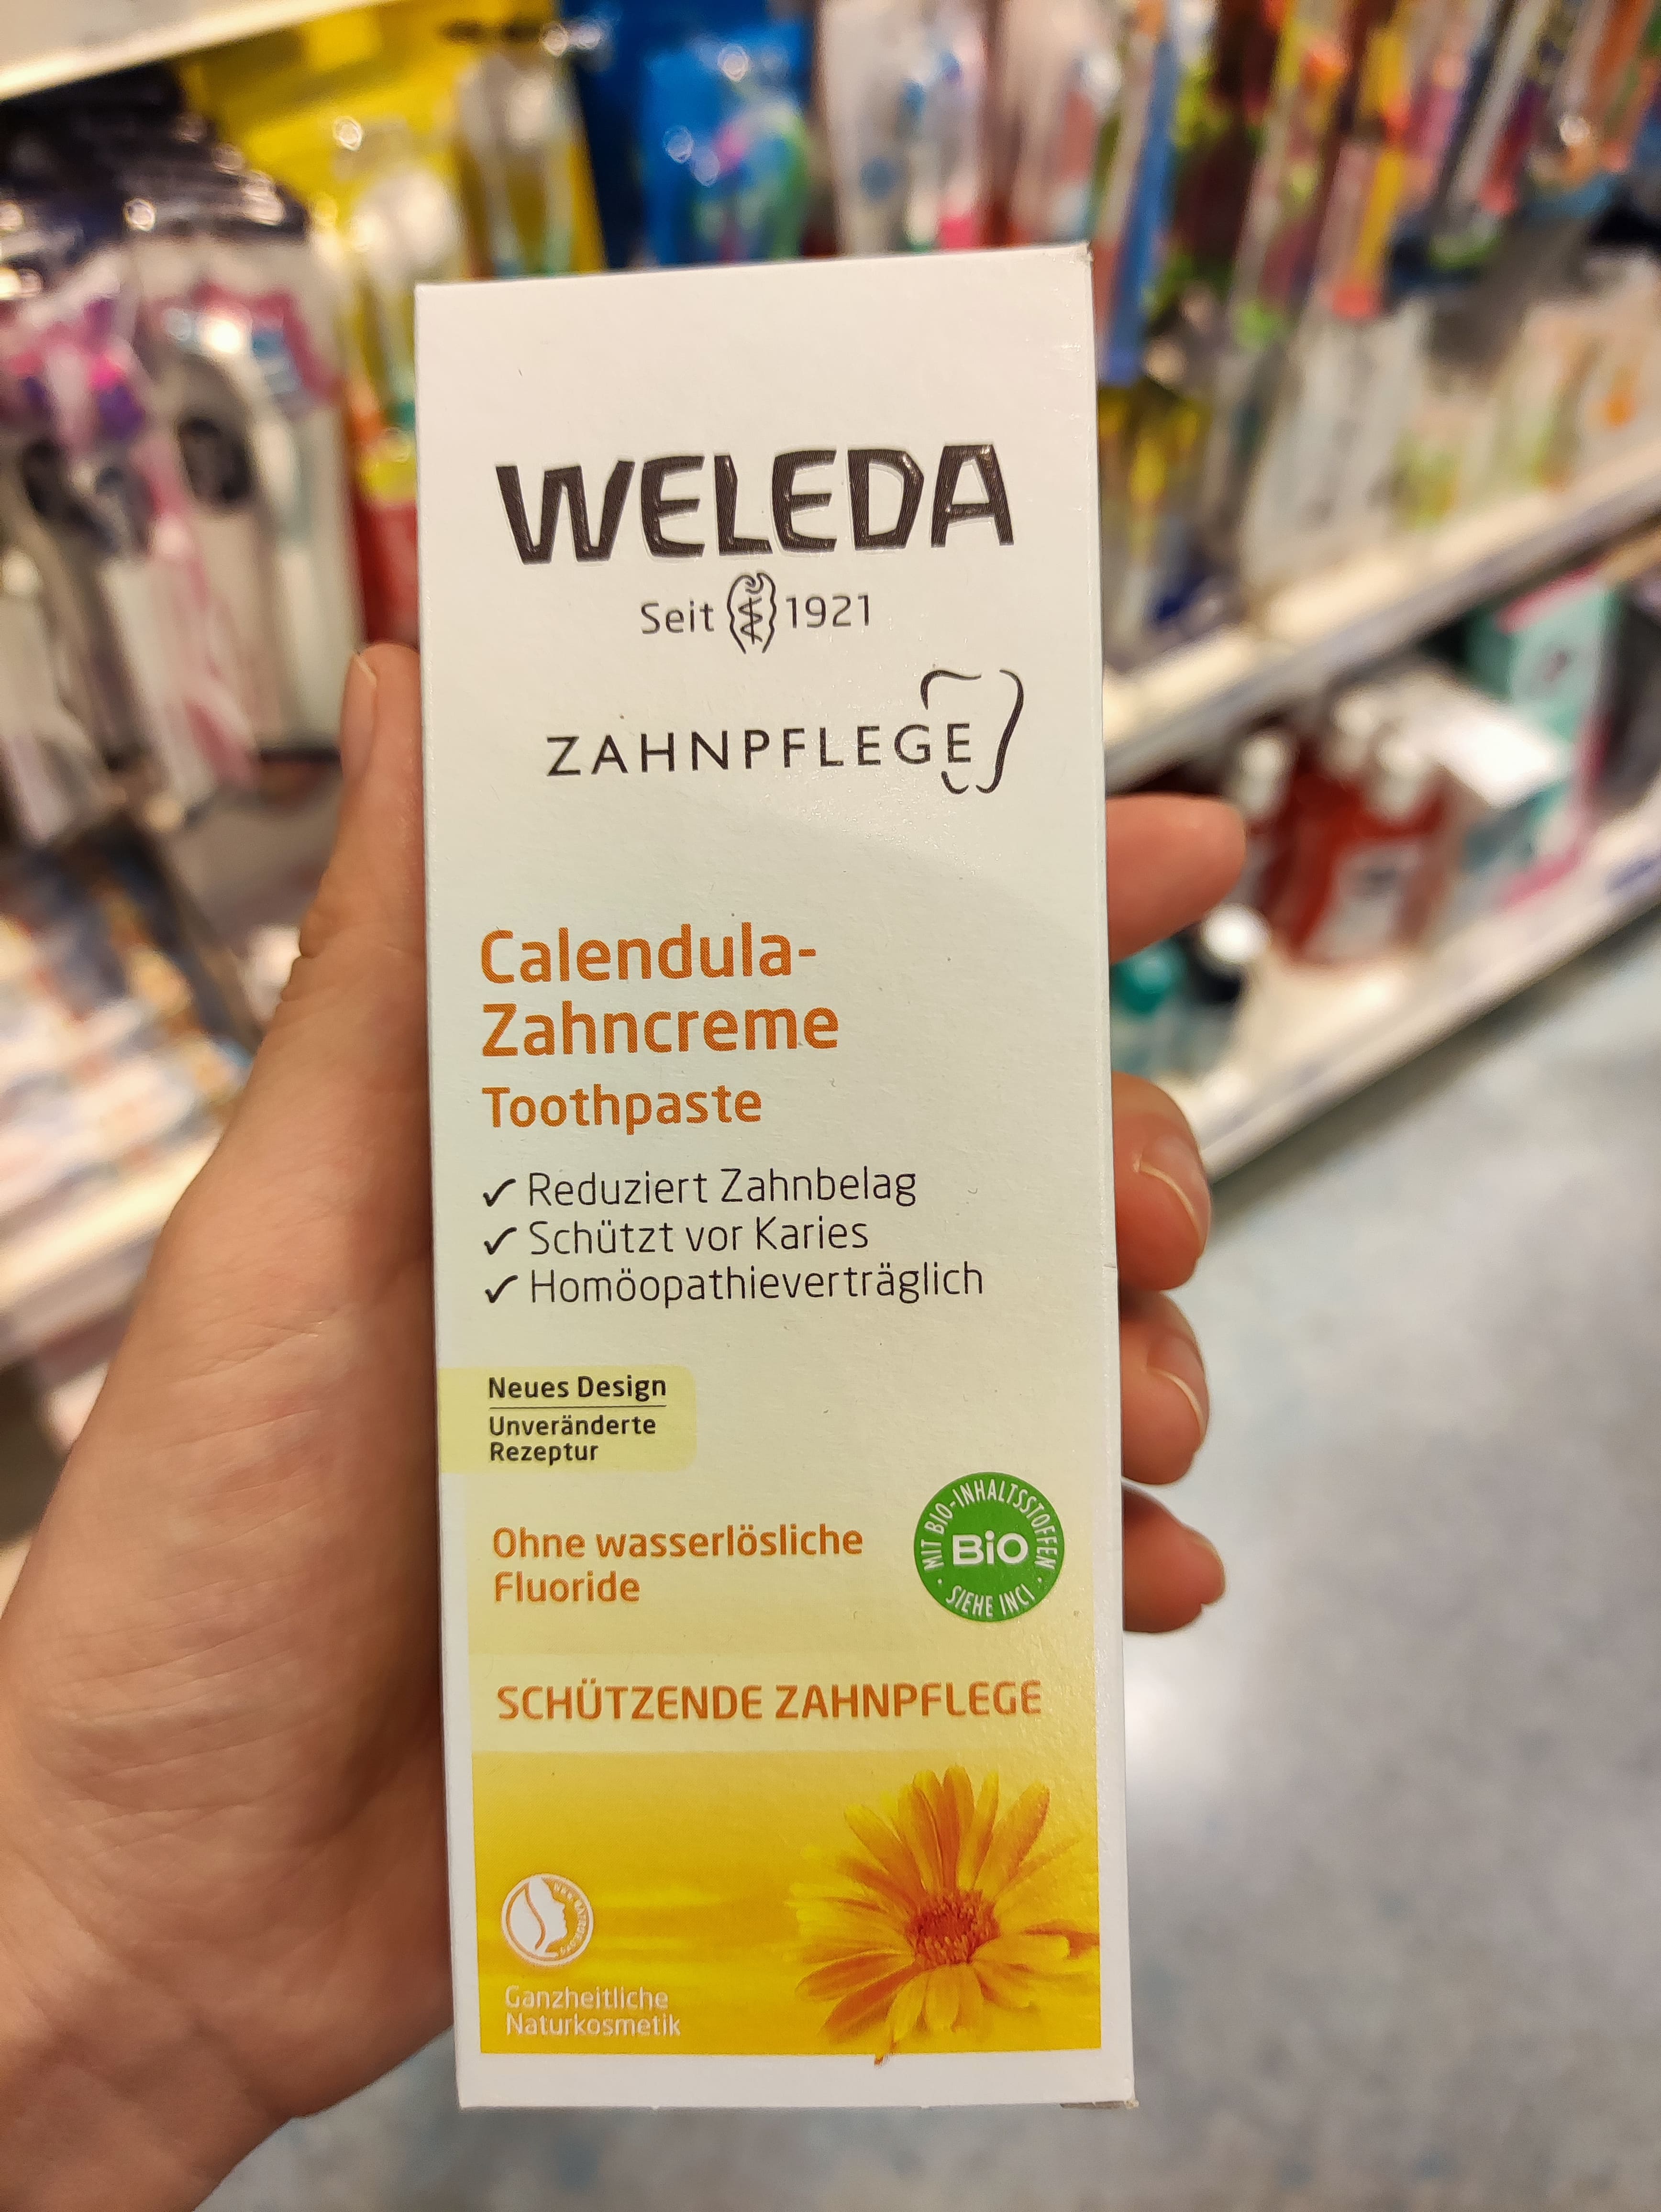 WELEDA
Seit 1921
ZAHNPFLEGE
Calendula-
Zahncreme
Toothpaste
✓ Reduziert Zahnbelag
✓ Schützt vor Karies
✓ Homöopathieverträglich
Neues Design
Unveränderte
Rezeptur
Ohne wasserlösliche
Fluoride
MIT BIO-INHALTSSTOFFEN
BiO
SIEHE INCI
SCHÜTZENDE ZAHNPFLEGE
Ganzheitliche
Naturkosmetik